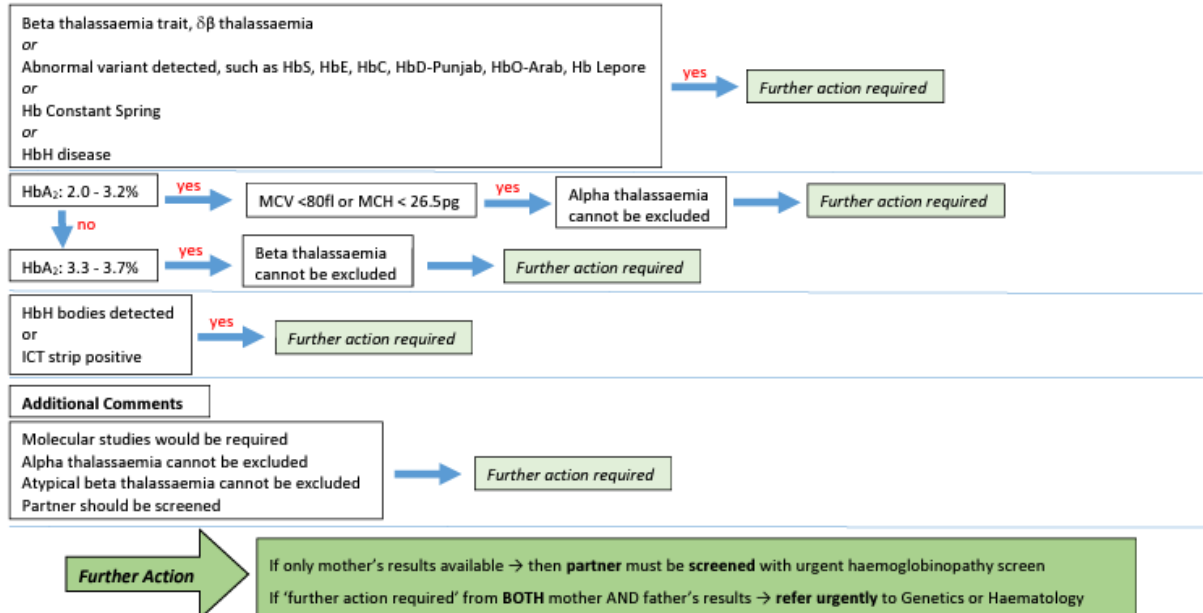 Beta thalassaemia trait, δβ thalassaemia
or
Abnormal variant detected, such as HbS, HbE, HbC, HbD-Punjab, HbO-Arab, Hb Lepore
or
Hb Constant Spring
or
HbH disease
yes
Further action required
HbA₂: 2.0 - 3.2%
yes
MCV <80fl or MCH < 26.5pg
yes
Alpha thalassaemia
cannot be excluded
Further action required
no
HbA₂: 3.3 - 3.7%
yes
Beta thalassaemia
cannot be excluded
Further action required
HbH bodies detected
or
ICT strip positive
yes
Further action required
Additional Comments
Molecular studies would be required
Alpha thalassaemia cannot be excluded
Atypical beta thalassaemia cannot be excluded
Partner should be screened
Further action required
Further Action
If only mother's results available → then partner must be screened with urgent haemoglobinopathy screen
If 'further action required' from BOTH mother AND father's results → refer urgently to Genetics or Haematology